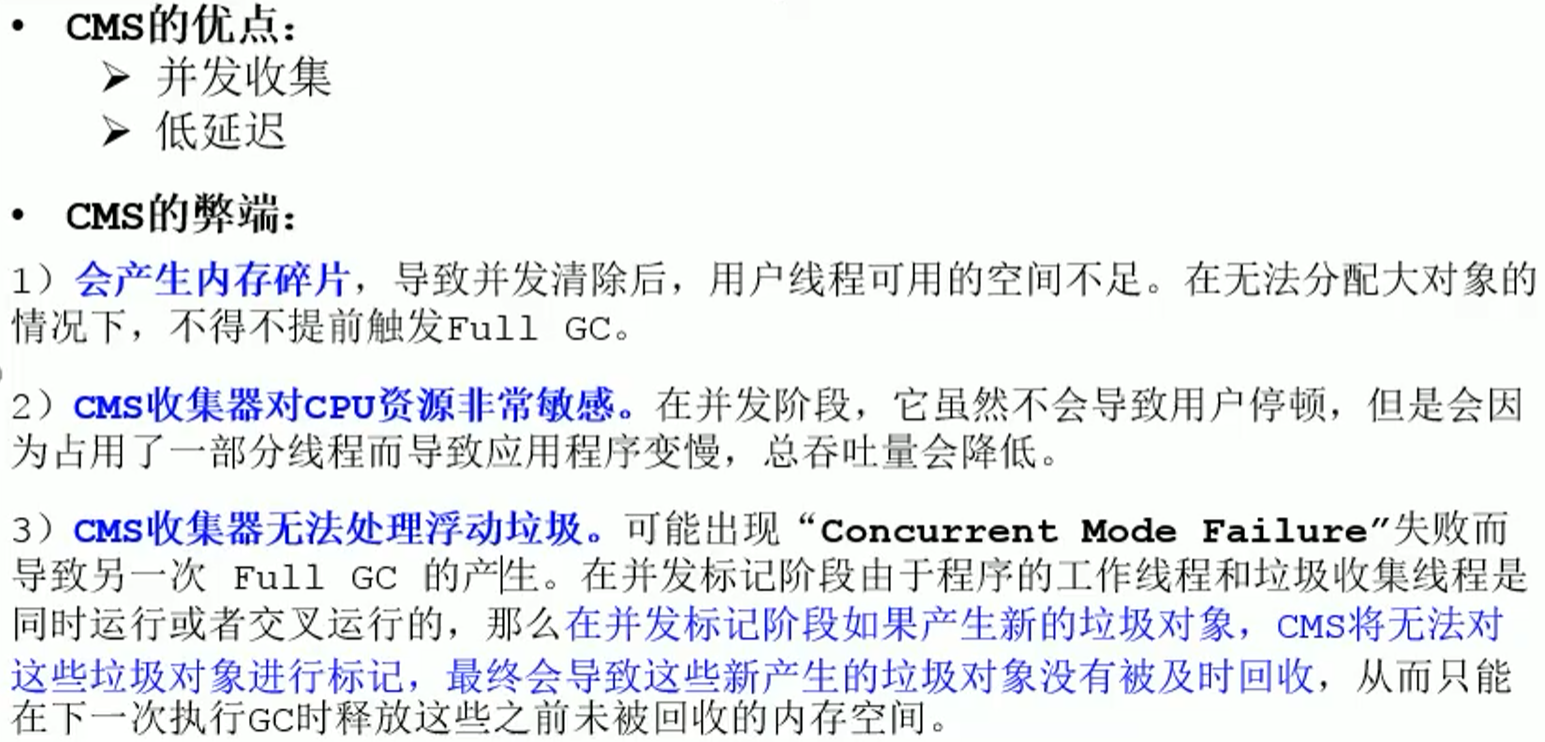 • CMS的优点：
➢ 并发收集
➢ 低延迟
• CMS的弊端：
1）会产生内存碎片，导致并发清除后，用户线程可用的空间不足。在无法分配大对象的
情况下，不得不提前触发Full GC。
2）CMS收集器对CPU资源非常敏感。在并发阶段，它虽然不会导致用户停顿，但是会因
为占用了一部分线程而导致应用程序变慢，总吞吐量会降低。
3）CMS收集器无法处理浮动垃圾。可能出现“Concurrent Mode Failure”失败而
导致另一次 Full GC 的产生。在并发标记阶段由于程序的工作线程和垃圾收集线程是
同时运行或者交叉运行的，那么在并发标记阶段如果产生新的垃圾对象，CMS将无法对
这些垃圾对象进行标记，最终会导致这些新产生的垃圾对象没有被及时回收，从而只能
在下一次执行GC时释放这些之前未被回收的内存空间。